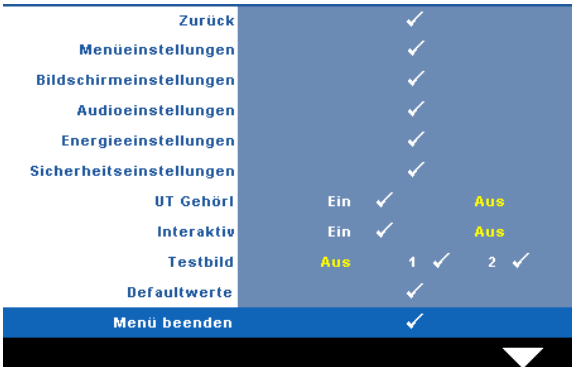 Zurück ✓
Menüeinstellungen ✓
Bildschirmeinstellungen ✓
Audioeinstellungen ✓
Energieeinstellungen ✓
Sicherheitseinstellungen ✓
UT Gehörl Ein ✓ Aus
Interaktiv Ein ✓ Aus
Testbild Aus 1 ✓ 2 ✓
Defaultwerte ✓
Menü beenden ✓